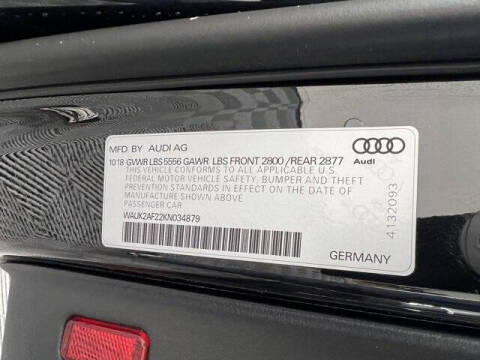 MFD. BY AUDI AG
1018 GVWR LBS 5556 GAWR LBS FRONT 2800 /REAR 2877
THIS VEHICLE CONFORMS TO ALL APPLICABLE U.S.
FEDERAL MOTOR VEHICLE SAFETY, BUMPER AND THEFT
PREVENTION STANDARDS IN EFFECT ON THE DATE OF
MANUFACTURE SHOWN ABOVE.
PASSENGER CAR
WAUK2AF22KN034879
Audi
4132093
GERMANY